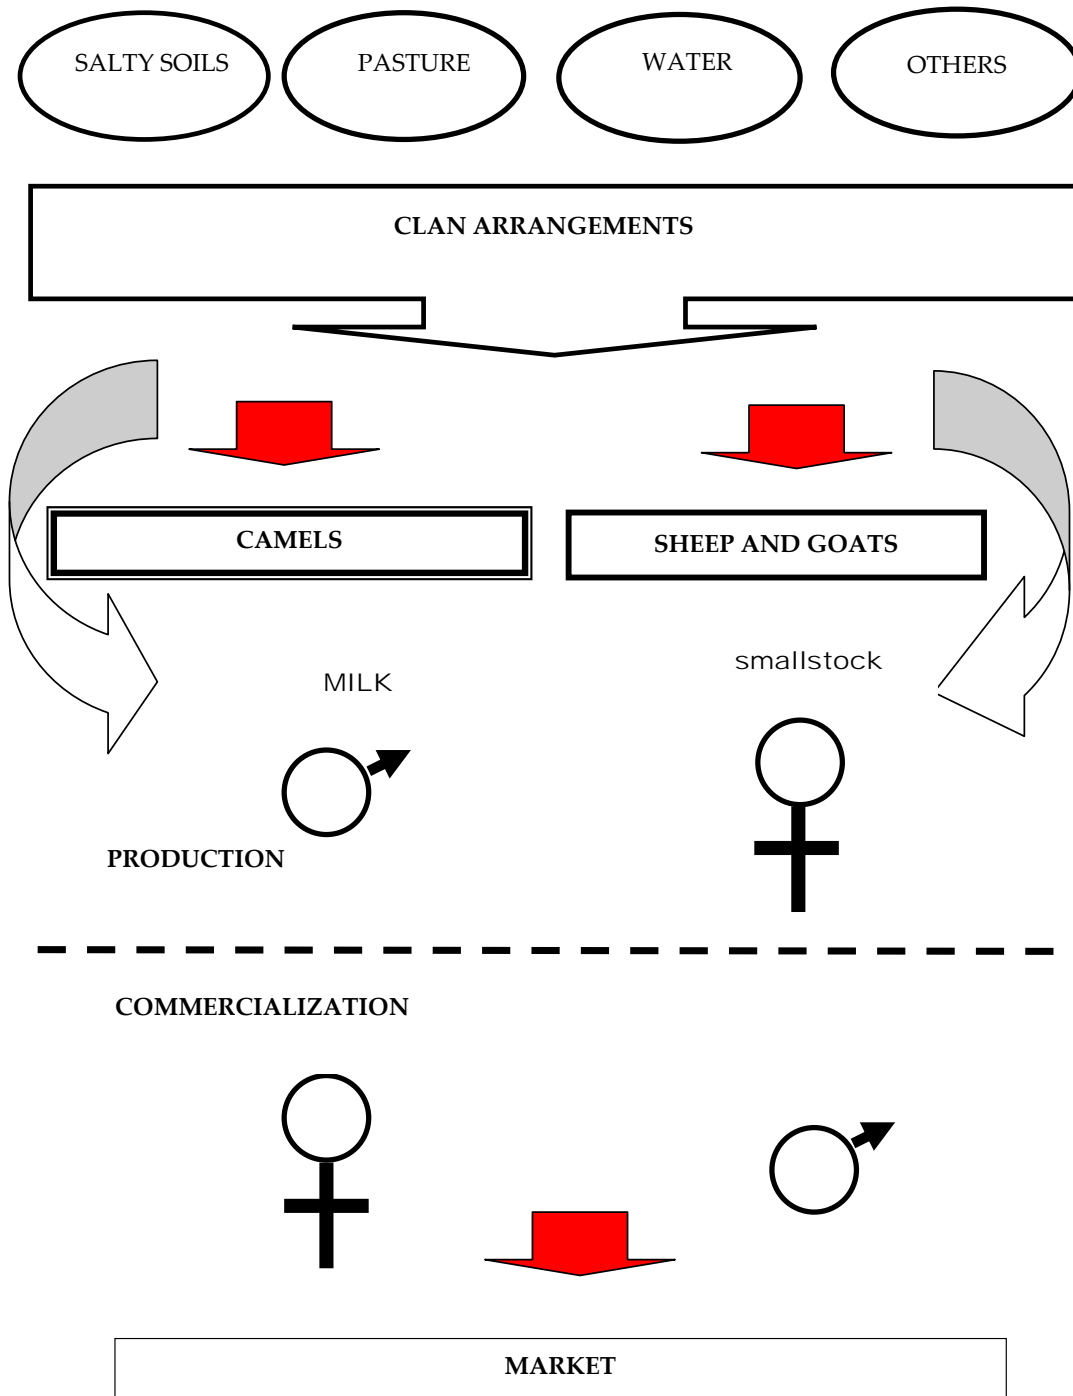 SALTY SOILS
PASTURE
WATER
OTHERS
CLAN ARRANGEMENTS
CAMELS
SHEEP AND GOATS
MILK
smallstock
PRODUCTION
COMMERCIALIZATION
MARKET